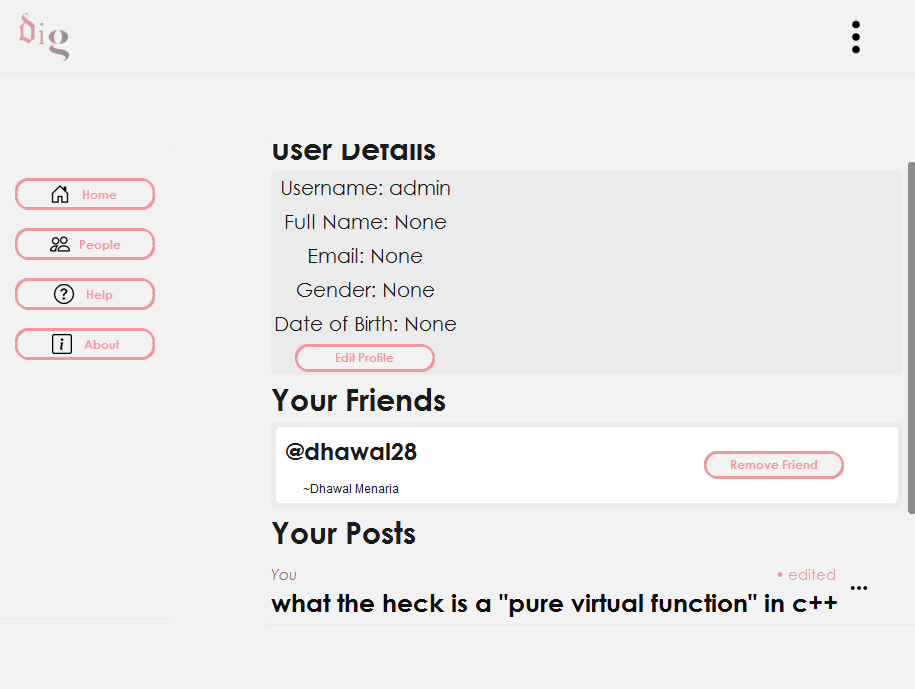 dig
User Details
Username: admin
Full Name: None
Email: None
Gender: None
Date of Birth: None
Edit Profile
Home
People
Help
About
Your Friends
@dhawal28
~Dhawal Menaria
Remove Friend
Your Posts
You
• edited
what the heck is a "pure virtual function" in c++